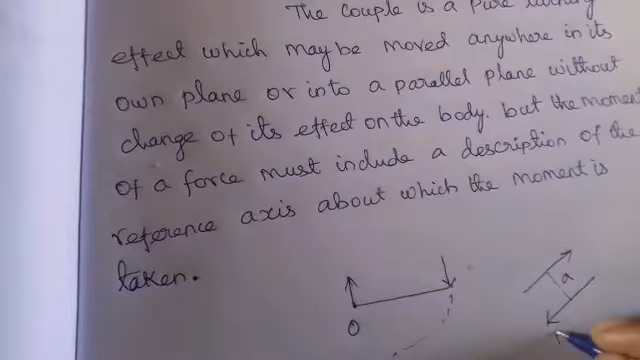 The couple is a pure turning
effect which may be moved anywhere in its
own plane or into a parallel plane without
change of its effect on the body. but the moment
of a force must include a description of the
reference axis about which the moment is
taken.
O
a